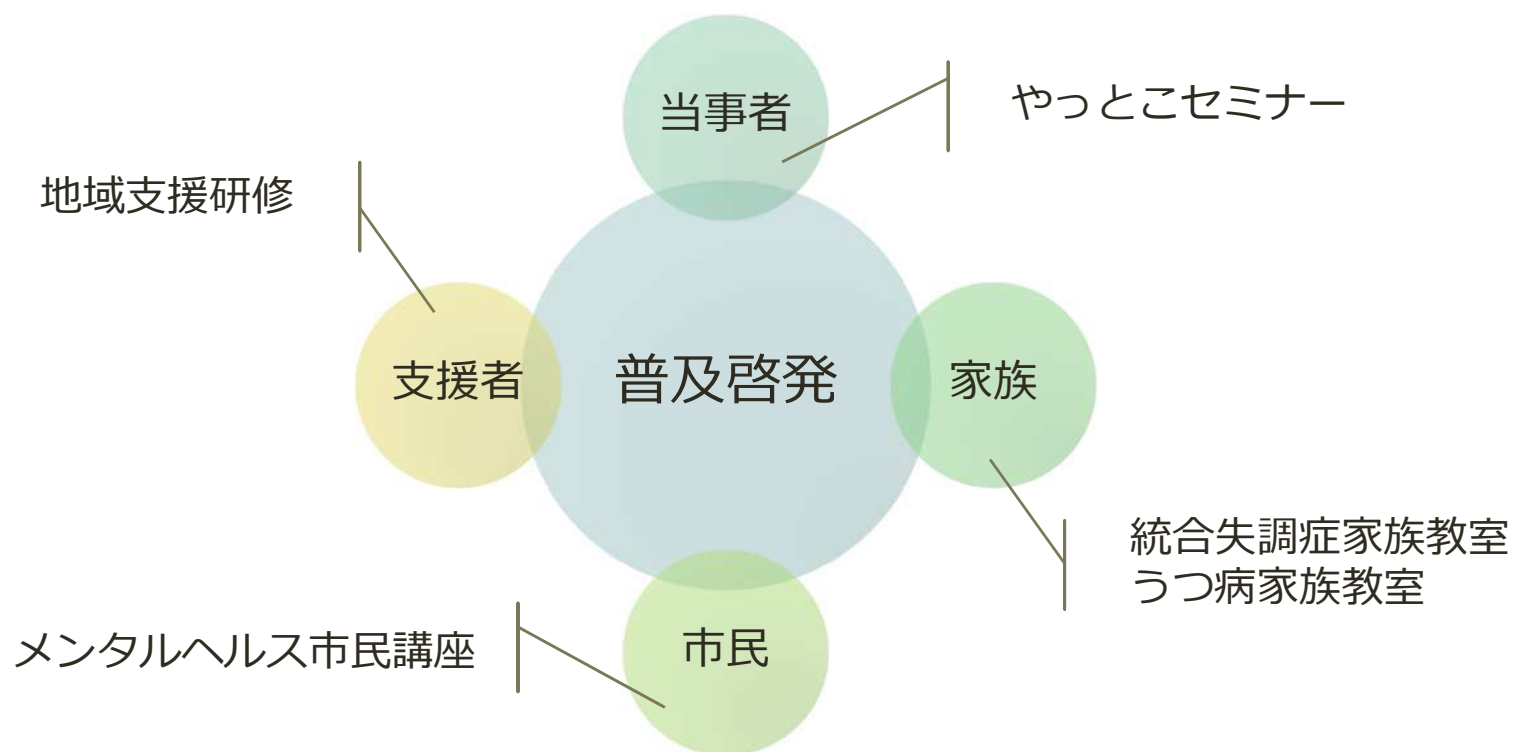 当事者
やっとこセミナー
地域支援研修
支援者
普及啓発
家族
統合失調症家族教室
うつ病家族教室
メンタルヘルス市民講座
市民